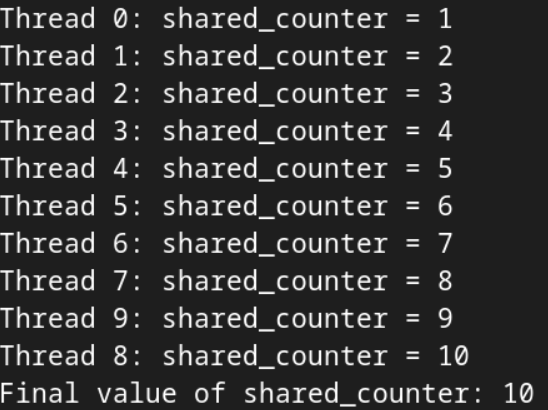 Thread 0: shared_counter = 1
Thread 1: shared_counter = 2
Thread 2: shared_counter = 3
Thread 3: shared_counter = 4
Thread 4: shared_counter = 5
Thread 5: shared_counter = 6
Thread 6: shared_counter = 7
Thread 7: shared_counter = 8
Thread 9: shared_counter = 9
Thread 8: shared_counter = 10
Final value of shared_counter: 10